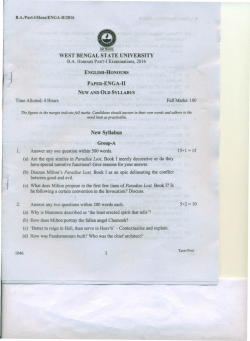 B.A./Part-I/Hons/ENGA-II/2016
WEST BENGAL STATE UNIVERSITY
B.A. Honours PART-I Examinations, 2016
ENGLISH-HONOURS
PAPER-ENGA-II
NEW AND OLD SYLLABUS
Time Allotted: 4 Hours
Full Marks: 100
The figures in the margin indicate full marks. Candidates should answer in their own words and adhere to the word limit as practicable.
New Syllabus
Group-A
1. Answer any one question within 500 words. 15×1 = 15
(a) Are the epic similes in Paradise Lost, Book I merely decorative or do they
have special narrative functions? Give reasons for your answer.
(b) Discuss Milton's Paradise Lost, Book I as an epic delineating the conflict
between good and evil.
(c) What does Milton propose in the first few lines of Paradise Lost, Book I? Is
he following a certain convention in the Invocation? Discuss.
2. Answer any two questions within 200 words each. 5×2 = 10
(a) Why is Mammon described as 'the least erected spirit that fell'?
(b) How does Milton portray the fallen angel Chemosh?
(c) 'Better to reign in Hell, than serve in Heav'n' – Contextualize and explain.
(d) How was Pandemonium built? Who was the chief architect?
1046
1
Turn Over